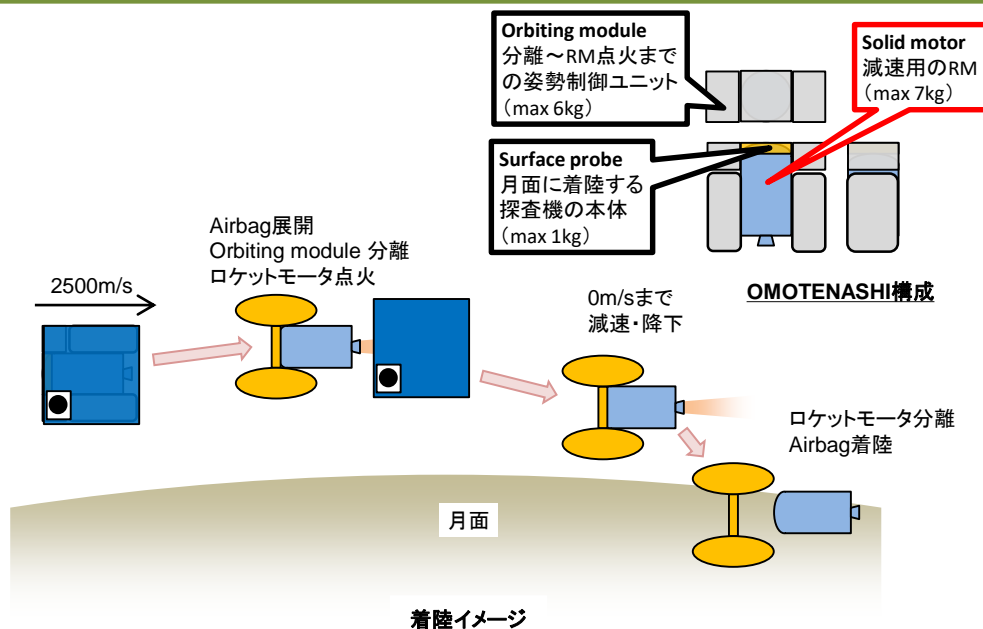 Orbiting module
分離～RM点火まで
の姿勢制御ユニット
（max 6kg）
Solid motor
減速用のRM
（max 7kg）
Surface probe
月面に着陸する
探査機の本体
（max 1kg）
OMOTENASHI構成
2500m/s
Airbag展開
Orbiting module 分離
ロケットモータ点火
0m/sまで
減速・降下
ロケットモータ分離
Airbag着陸
月面
着陸イメージ